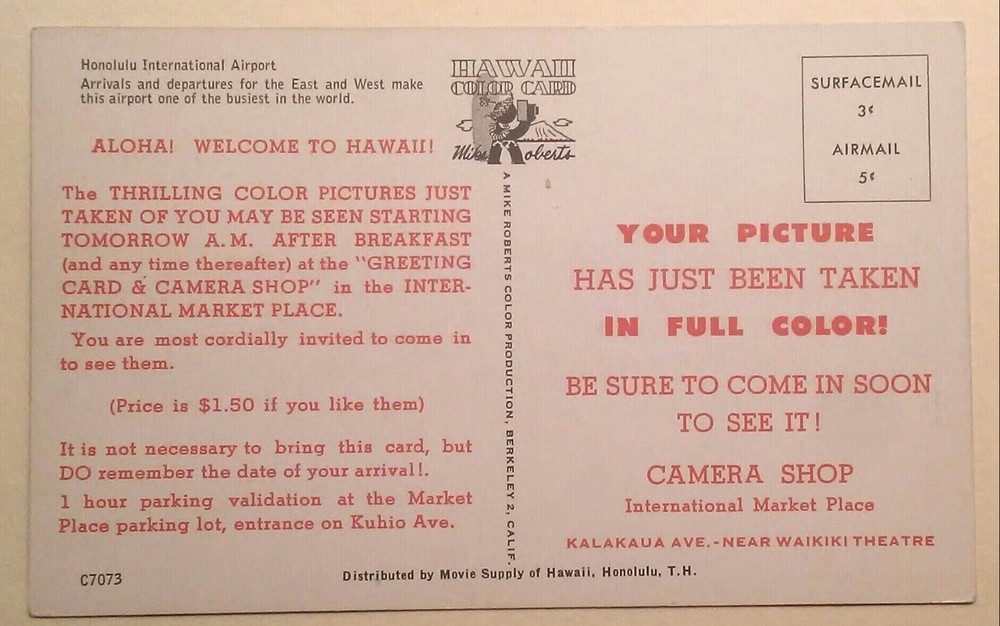 Honolulu International Airport
Arrivals and departures for the East and West make
this airport one of the busiest in the world.
ALOHA! WELCOME TO HAWAII!
The THRILLING COLOR PICTURES JUST
TAKEN OF YOU MAY BE SEEN STARTING
TOMORROW A.M. AFTER BREAKFAST
(and any time thereafter) at the "GREETING
CARD & CAMERA SHOP" in the INTER-
NATIONAL MARKET PLACE.
You are most cordially invited to come in
to see them.
(Price is $1.50 if you like them)
It is not necessary to bring this card, but
DO remember the date of your arrival!.
1 hour parking validation at the Market
Place parking lot, entrance on Kuhio Ave.
C7073
HAWAII
COLOR CARD
Mike Roberts
A MIKE ROBERTS COLOR PRODUCTION, BERKELEY 2, CALIF.
Distributed by Movie Supply of Hawaii, Honolulu, T.H.
SURFACEMAIL
3¢
AIRMAIL
5¢
YOUR PICTURE
HAS JUST BEEN TAKEN
IN FULL COLOR!
BE SURE TO COME IN SOON
TO SEE IT!
CAMERA SHOP
International Market Place
KALAKAUA AVE.-NEAR WAIKIKI THEATRE